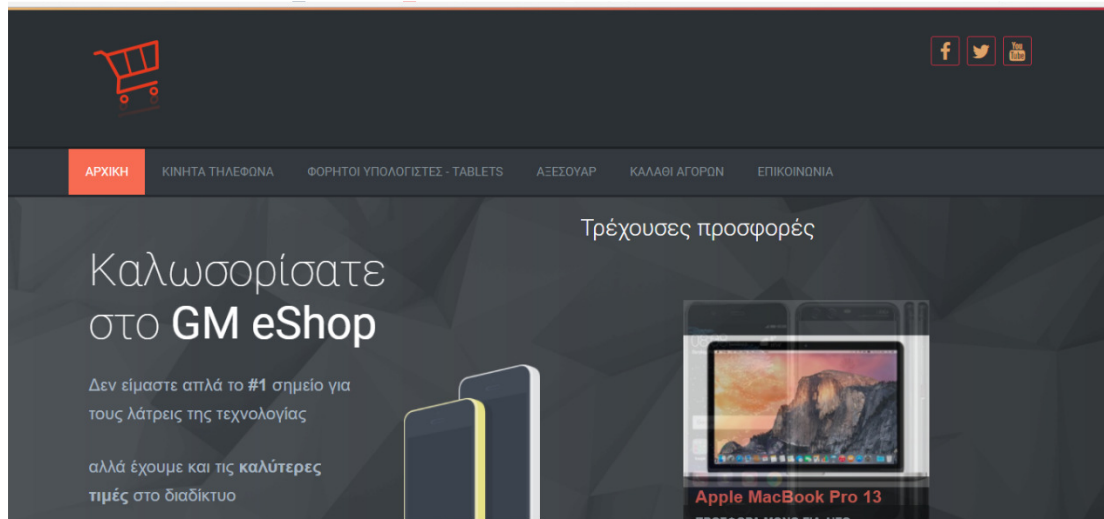 You
Tube
ΑΡΧΙΚΗ
ΚΙΝΗΤΑ ΤΗΛΕΦΩΝΑ
ΦΟΡΗΤΟΙ ΥΠΟΛΟΓΙΣΤΕΣ - TABLETS
ΑΞΕΣΟΥΑΡ
ΚΑΛΑΘΙ ΑΓΟΡΩΝ
ΕΠΙΚΟΙΝΩΝΙΑ
Τρέχουσες προσφορές
Καλωσορίσατε
στο GM eShop
Δεν είμαστε απλά το #1 σημείο για
τους λάτρεις της τεχνολογίας
αλλά έχουμε και τις καλύτερες
τιμές στο διαδίκτυο
Apple MacBook Pro 13